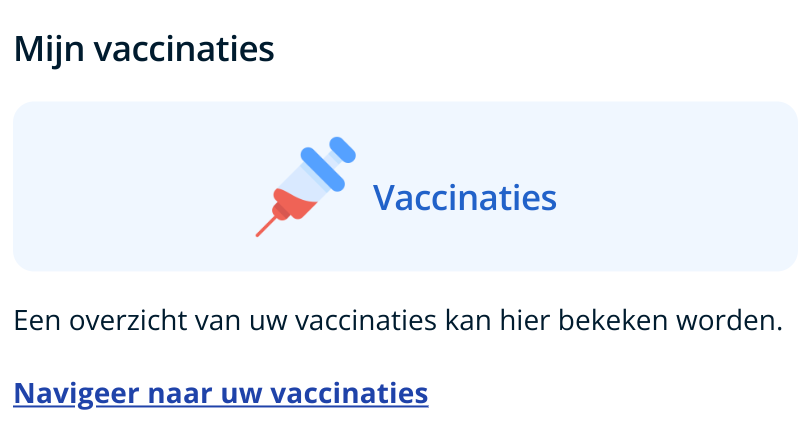 Mijn vaccinaties
Vaccinaties
Een overzicht van uw vaccinaties kan hier bekeken worden.
Navigeer naar uw vaccinaties